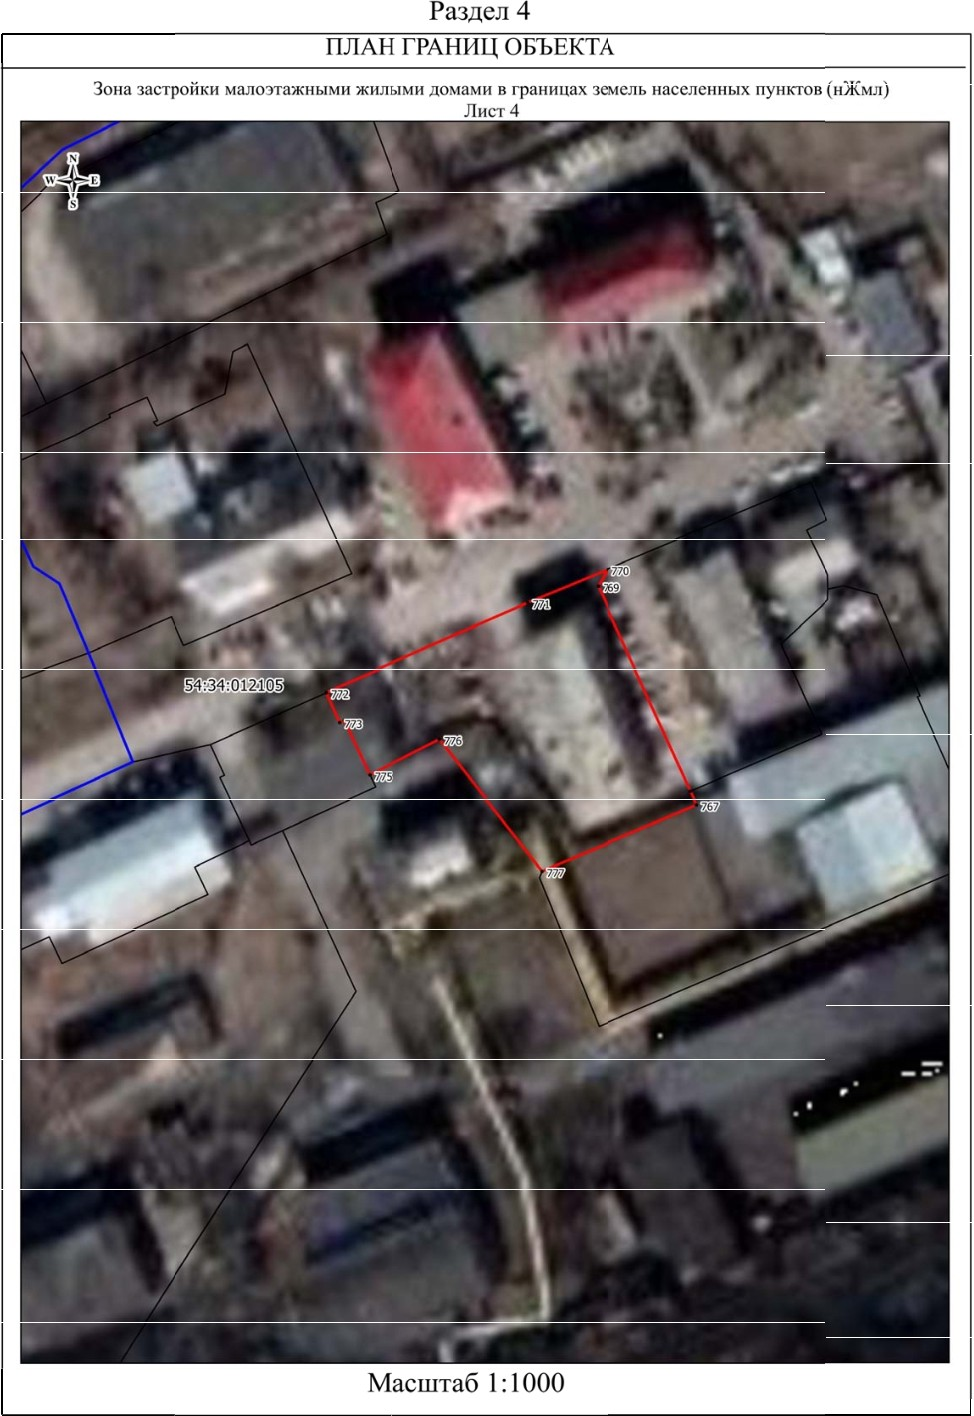 Раздел 4
ПЛАН ГРАНИЦ ОБЪЕКТА
Зона застройки малоэтажными жилыми домами в границах земель населенных пунктов (нЖмл)
Лист 4
N
W E
S
770
769
771
54:34:012105
772
773
776
775
767
777
Масштаб 1:1000